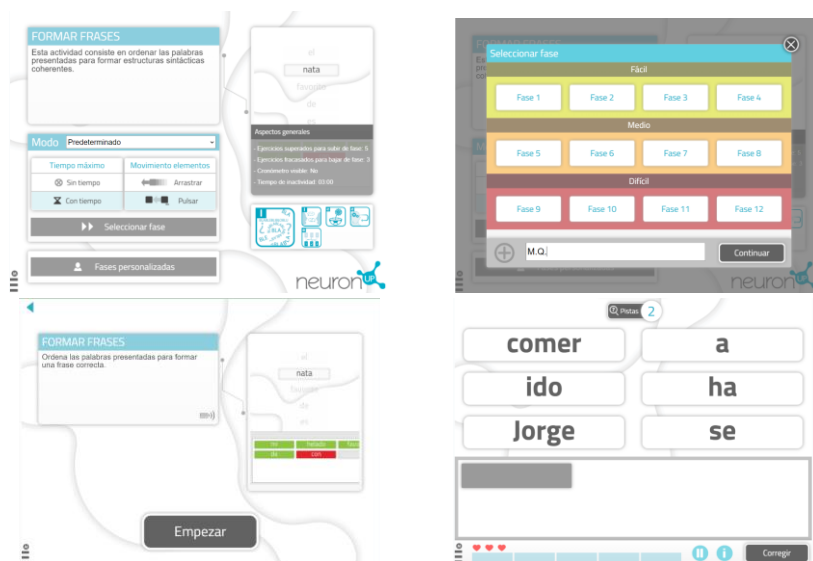 FORMAR FRASES
Esta actividad consiste en ordenar las palabras
presentadas para formar estructuras sintácticas
coherentes.
el
nata
favorito
de
es
Aspectos generales
- Ejercicios superados para subir de fase: 5
- Ejercicios fracasados para bajar de fase: 3
- Cronómetro visible: No
- Tiempo de inactividad: 03:00
Modo Predeterminado
Tiempo máximo Movimiento elementos
Sin tiempo Arrastrar
Con tiempo Pulsar
Seleccionar fase
Fases personalizadas
neuronUP
Seleccionar fase
Fácil
Fase 1 Fase 2 Fase 3 Fase 4
Medio
Fase 5 Fase 6 Fase 7 Fase 8
Difícil
Fase 9 Fase 10 Fase 11 Fase 12
M.Q. Continuar
neuronUP
FORMAR FRASES
Ordena las palabras presentadas para formar
una frase correcta.
el
nata
favorito
de
es
helado
con
Empezar
Pistas 2
comer a
ido ha
Jorge se
Corregir